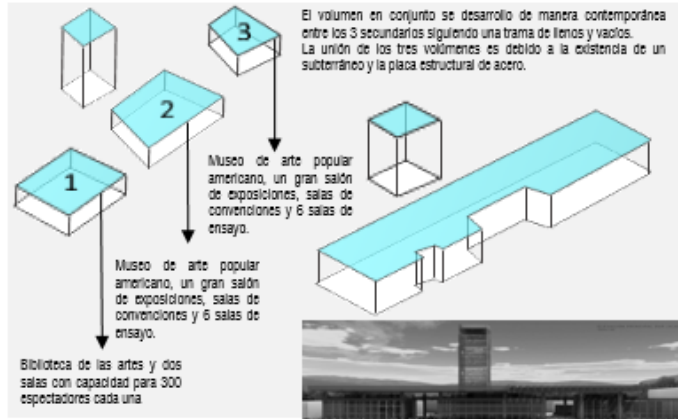 El volumen en conjunto se desarrollo de manera contemporánea
entre los 3 secundarios siguiendo una trama de llenos y vacíos.
La unión de los tres volúmenes es debido a la existencia de un
subterráneo y la placa estructural de acero.
3
2
1
Museo de arte popular
americano, un gran salón
de exposiciones, salas de
convenciones y 6 salas de
ensayo.
Museo de arte popular
americano, un gran salón
de exposiciones, salas de
convenciones y 6 salas de
ensayo.
Biblioteca de las artes y dos
salas con capacidad para 300
espectadores cada una